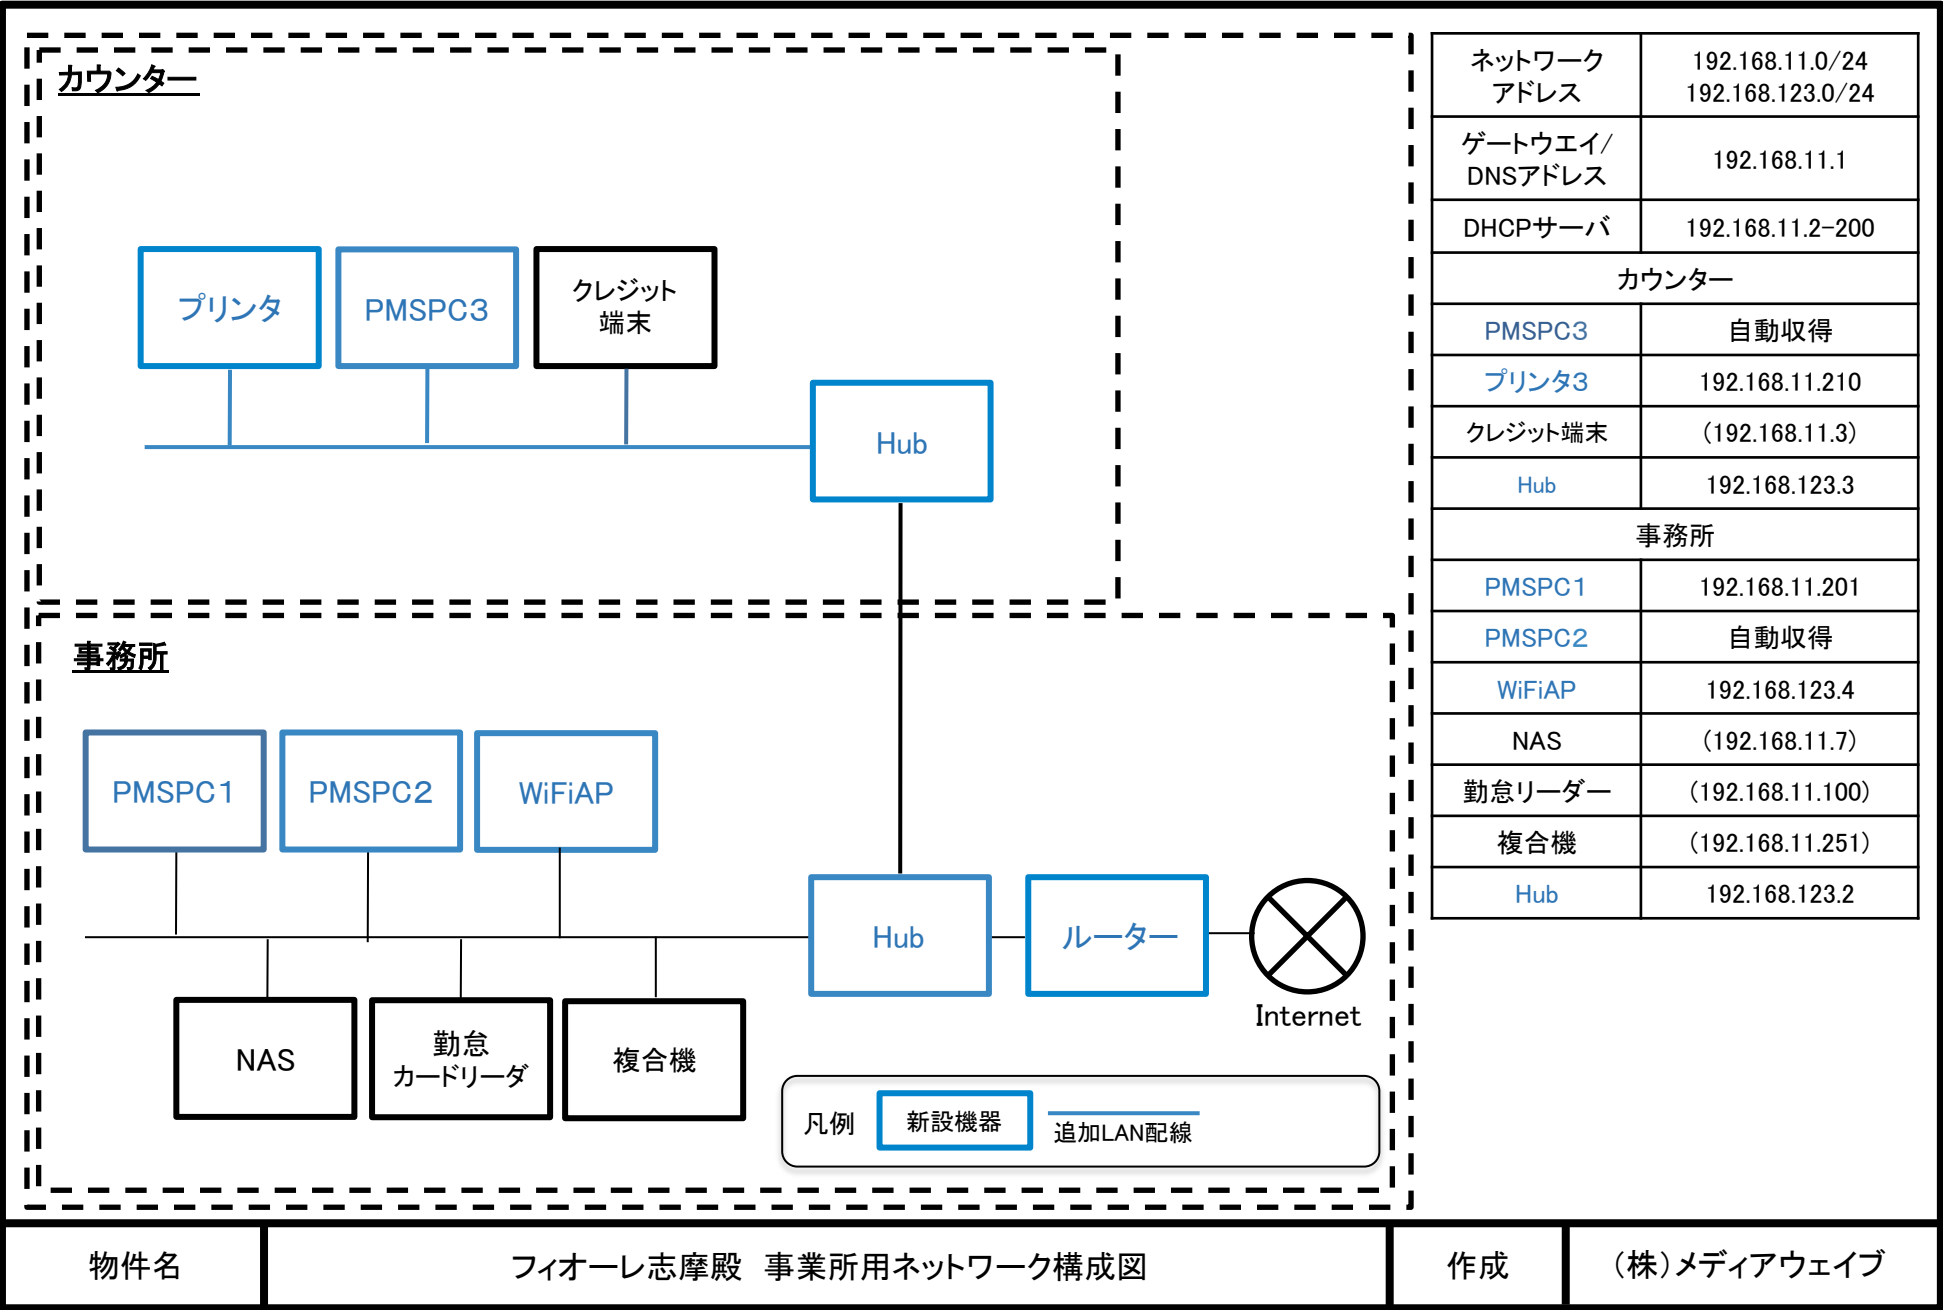 カウンター
プリンタ
PMSPC3
クレジット
端末
Hub
事務所
PMSPC1
PMSPC2
WiFiAP
Hub
ルーター
Internet
NAS
勤怠
カードリーダ
複合機
凡例
新設機器
追加LAN配線
ネットワーク
アドレス
192.168.11.0/24
192.168.123.0/24
ゲートウエイ/
DNSアドレス
192.168.11.1
DHCPサーバ
192.168.11.2-200
カウンター
PMSPC3
自動収得
プリンタ3
192.168.11.210
クレジット端末
(192.168.11.3)
Hub
192.168.123.3
事務所
PMSPC1
192.168.11.201
PMSPC2
自動収得
WiFiAP
192.168.123.4
NAS
(192.168.11.7)
勤怠リーダー
(192.168.11.100)
複合機
(192.168.11.251)
Hub
192.168.123.2
物件名
フィオーレ志摩殿 事業所用ネットワーク構成図
作成
(株)メディアウェイブ